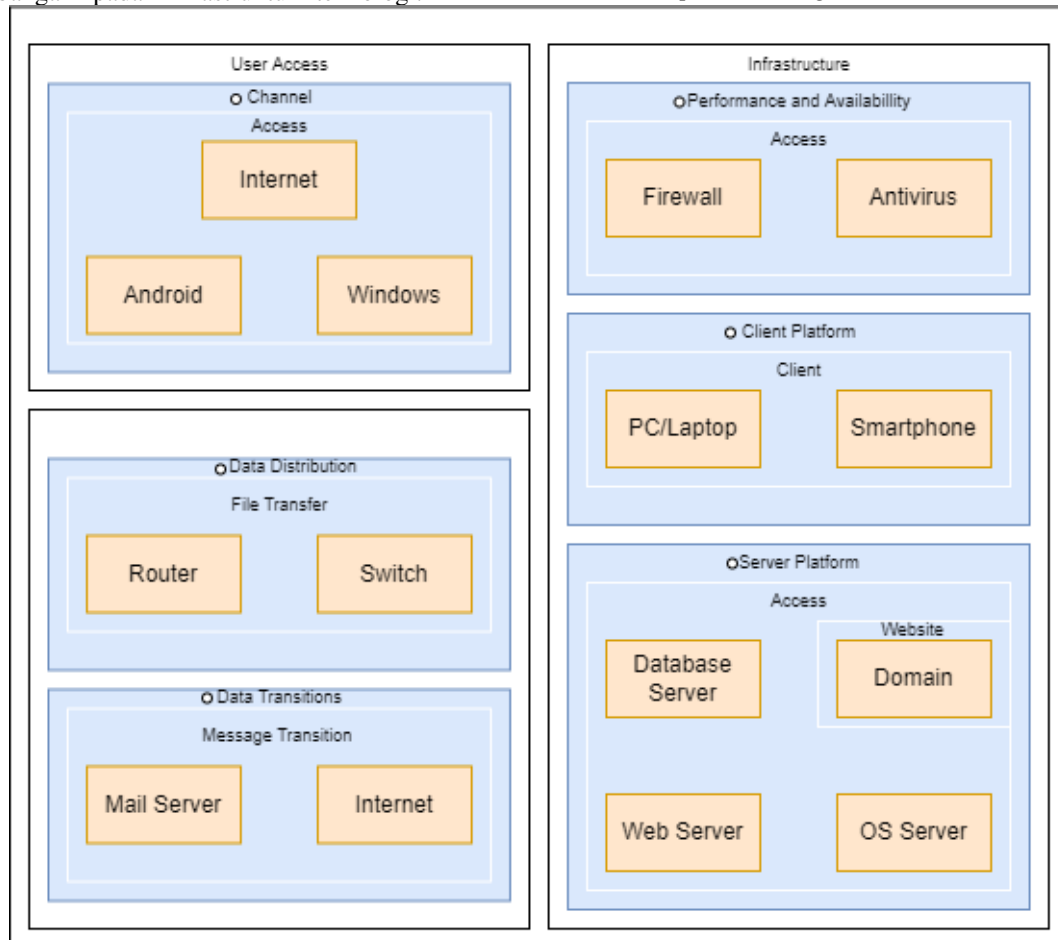 User Access
Channel
Access
Internet
Android
Windows
Data Distribution
File Transfer
Router
Switch
Data Transitions
Message Transition
Mail Server
Internet
Infrastructure
Performance and Availabillity
Access
Firewall
Antivirus
Client Platform
Client
PC/Laptop
Smartphone
Server Platform
Access
Website
Database
Server
Domain
Web Server
OS Server